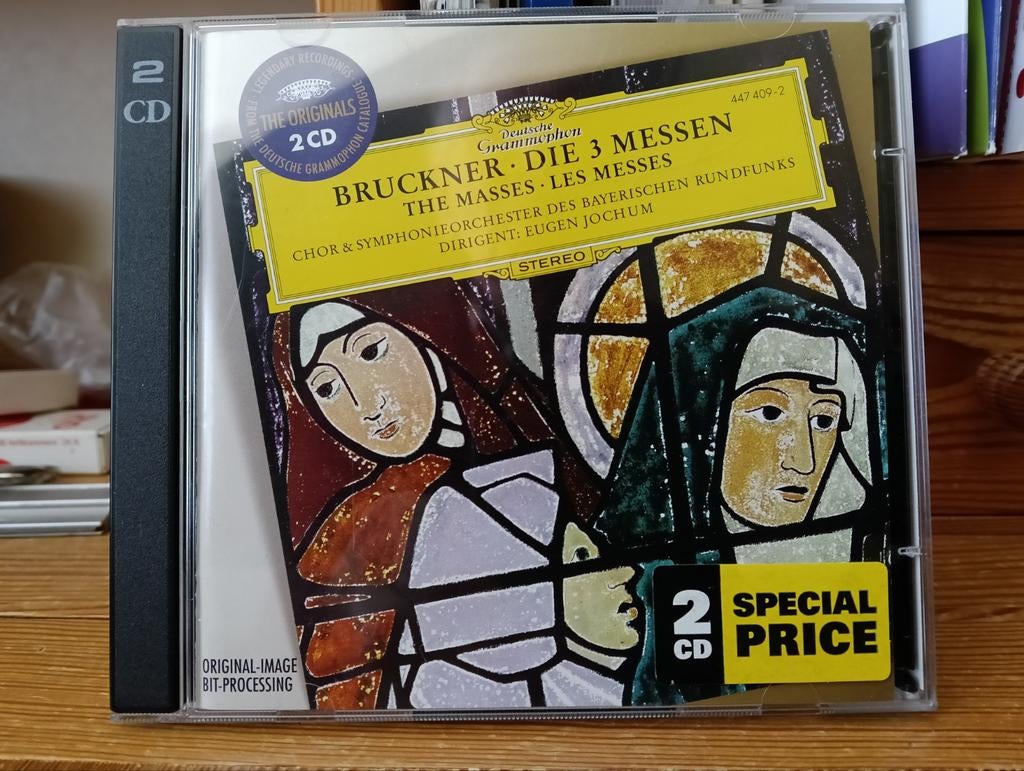 2
CD
LEGENDARY RECORDINGS
FROM THE DEUTSCHE GRAMMOPHON CATALOGUE
THE ORIGINALS
2 CD
447 409-2
Deutsche
Grammophon
BRUCKNER · DIE 3 MESSEN
THE MASSES · LES MESSES
CHOR & SYMPHONIEORCHESTER DES BAYERISCHEN RUNDFUNKS
DIRIGENT: EUGEN JOCHUM
STEREO
2
CD
SPECIAL
PRICE
ORIGINAL-IMAGE
BIT-PROCESSING